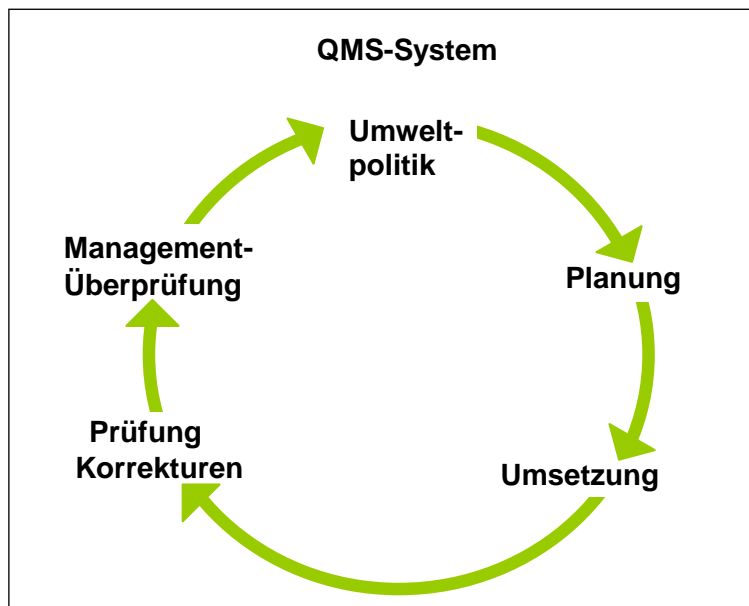 QMS-System
Umwelt-
politik
Planung
Umsetzung
Prüfung
Korrekturen
Management-
Überprüfung